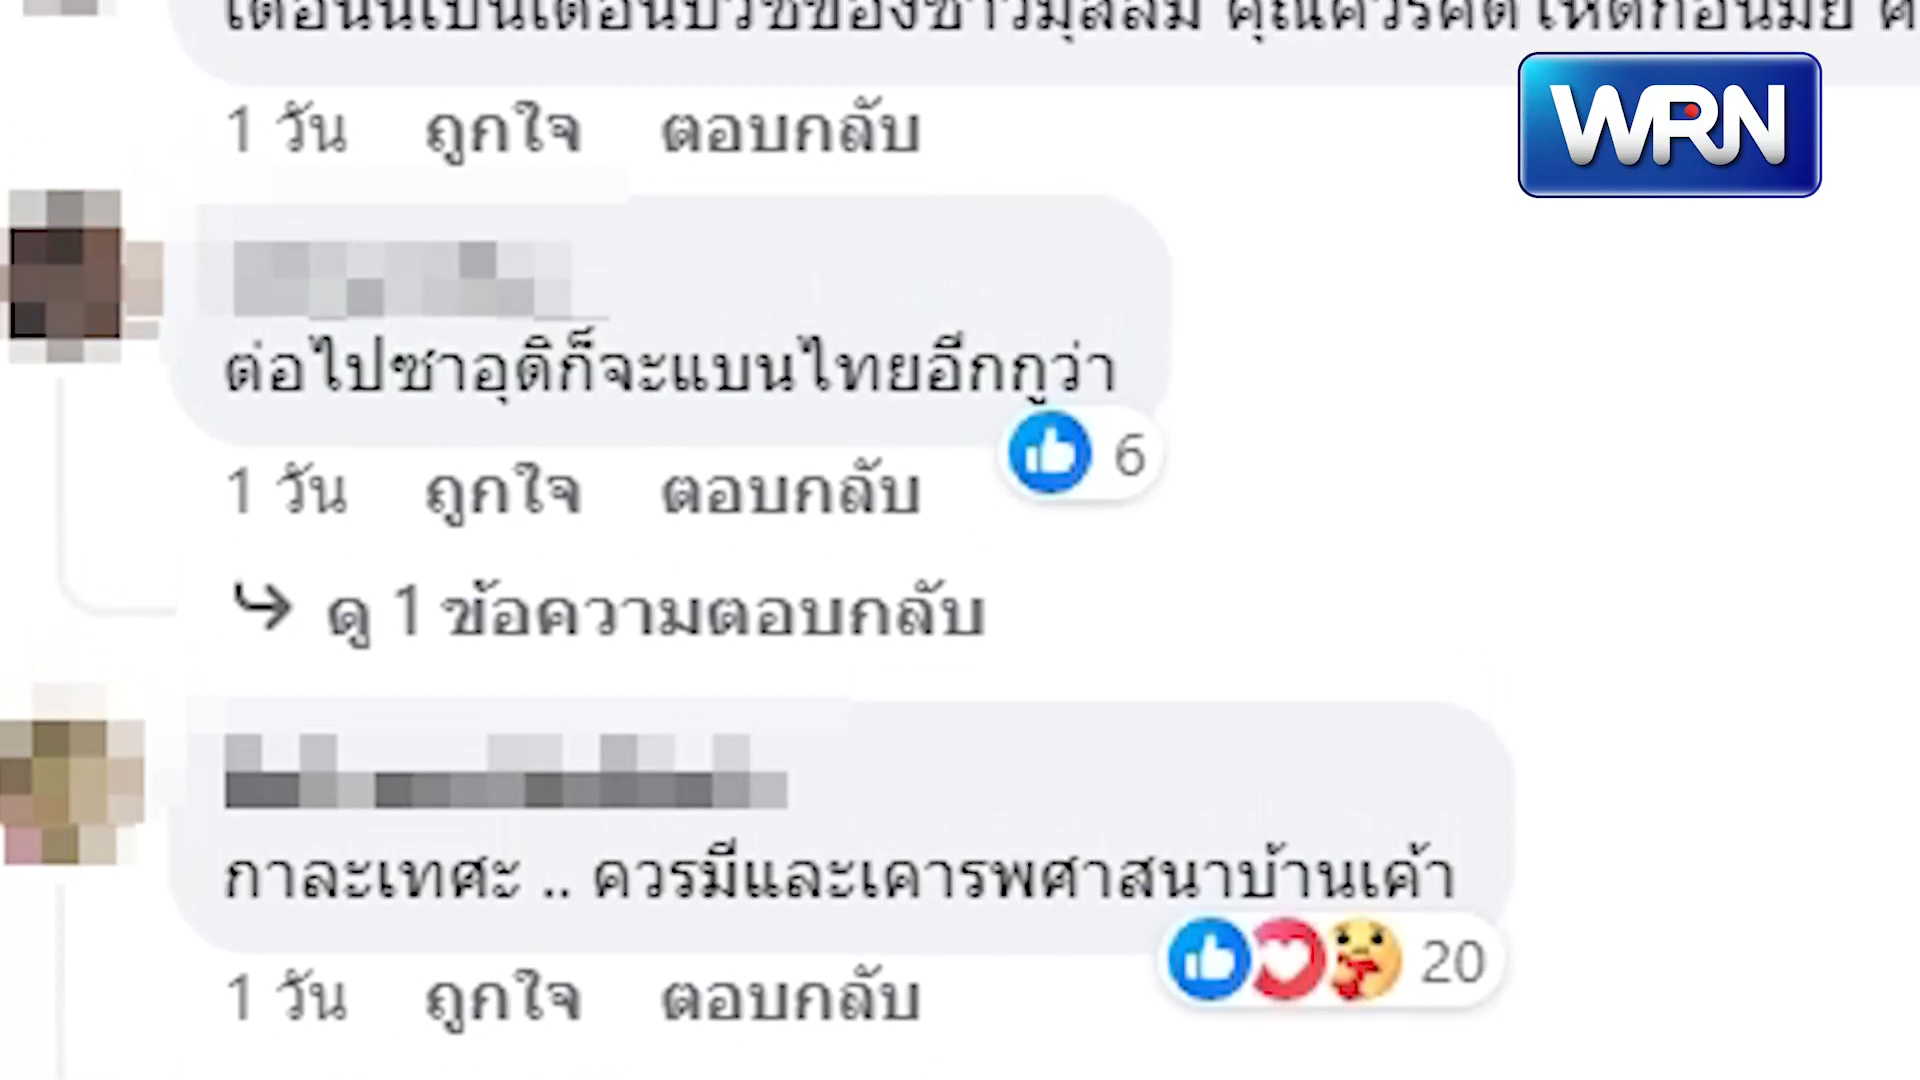 เดือนนี้เป็นเดือนบวชของชาวมุสลิม คุณควรคิดให้ดีก่อนมั้ย
WRN
1 วัน ถูกใจ ตอบกลับ
ต่อไปซาอุดิก็จะแบนไทยอีกกูว่า
6
1 วัน ถูกใจ ตอบกลับ
ดู 1 ข้อความตอบกลับ
กาละเทศะ .. ควรมีและเคารพศาสนาบ้านเค้า
20
1 วัน ถูกใจ ตอบกลับ